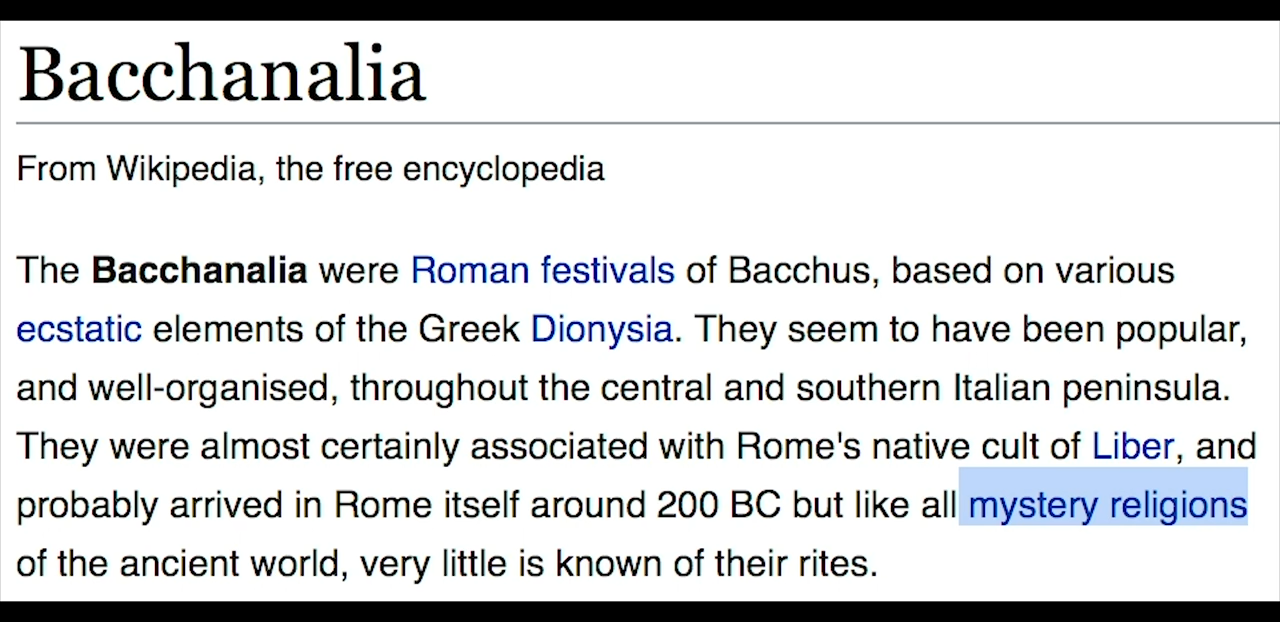 Bacchanalia
From Wikipedia, the free encyclopedia
The Bacchanalia were Roman festivals of Bacchus, based on various
ecstatic elements of the Greek Dionysia. They seem to have been popular,
and well-organised, throughout the central and southern Italian peninsula.
They were almost certainly associated with Rome's native cult of Liber, and
probably arrived in Rome itself around 200 BC but like all mystery religions
of the ancient world, very little is known of their rites.